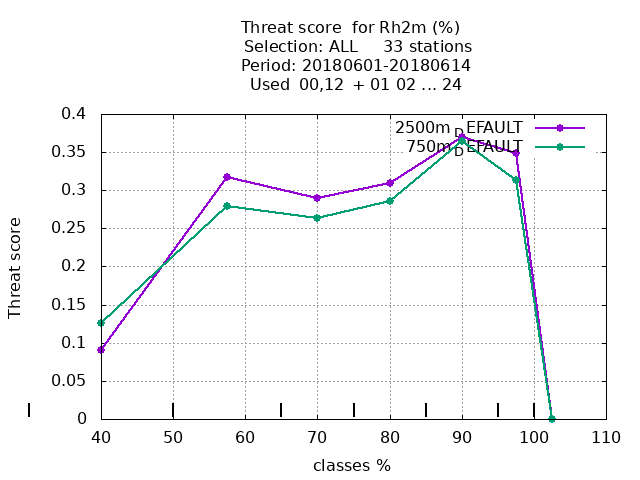 Threat score  for Rh2m (%)
Selection: ALL     33 stations
Period: 20180601-20180614
Used  00,12  + 01 02 ... 24
2500m_DEFAULT
750m_DEFAULT
0.4
0.35
0.3
0.25
0.2
0.15
0.1
0.05
0
Threat score
40 50 60 70 80 90 100 110
classes %